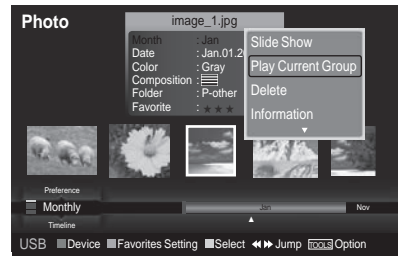 Photo
image_1.jpg
Month : Jan
Date : Jan.01.2
Color : Gray
Composition :
Folder : P-other
Favorite : ★ ★ ★
Slide Show
Play Current Group
Delete
Information
Preference
Monthly
Timeline
Jan
Nov
USB Device Favorites Setting Select Jump TOOLS Option